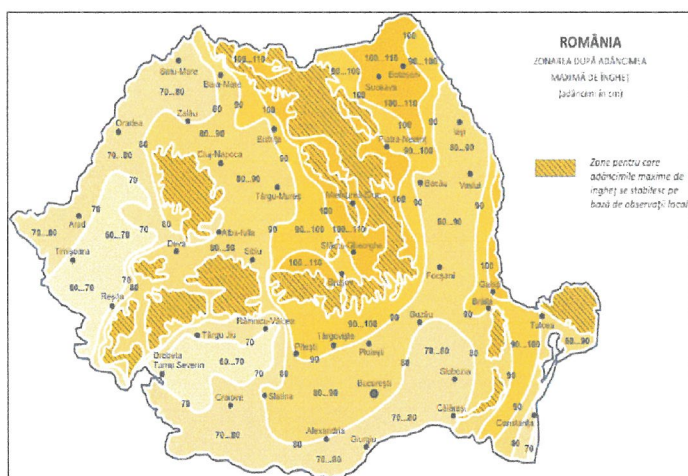 ROMÂNIA
ZONAREA DUPĂ ADÂNCIMEA
MAXIMĂ DE ÎNGHEȚ
(adâncimi în cm)
Zone pentru care
adâncimile maxime de
îngheț se stabilesc pe
bază de observații locale
Satu-Mare
Baia-Mare
Suceava
Botoșani
Oradea
Zalău
Bistrița
Piatra-Neamț
Iași
Cluj-Napoca
Târgu-Mureș
Bacău
Vaslui
Arad
Timișoara
Deva
Alba-Iulia
Sibiu
Miercurea-Ciuc
Sfântu-Gheorghe
Brașov
Focșani
Galați
Brăila
Tulcea
Reșița
Târgu Jiu
Râmnicu-Vâlcea
Drobeta
Turnu Severin
Pitești
Târgoviște
Ploiești
Buzău
Slobozia
București
Craiova
Slatina
Alexandria
Giurgiu
Călărași
Constanța
70...80
80
80...90
90
100
100...110
90...100
70
60...70